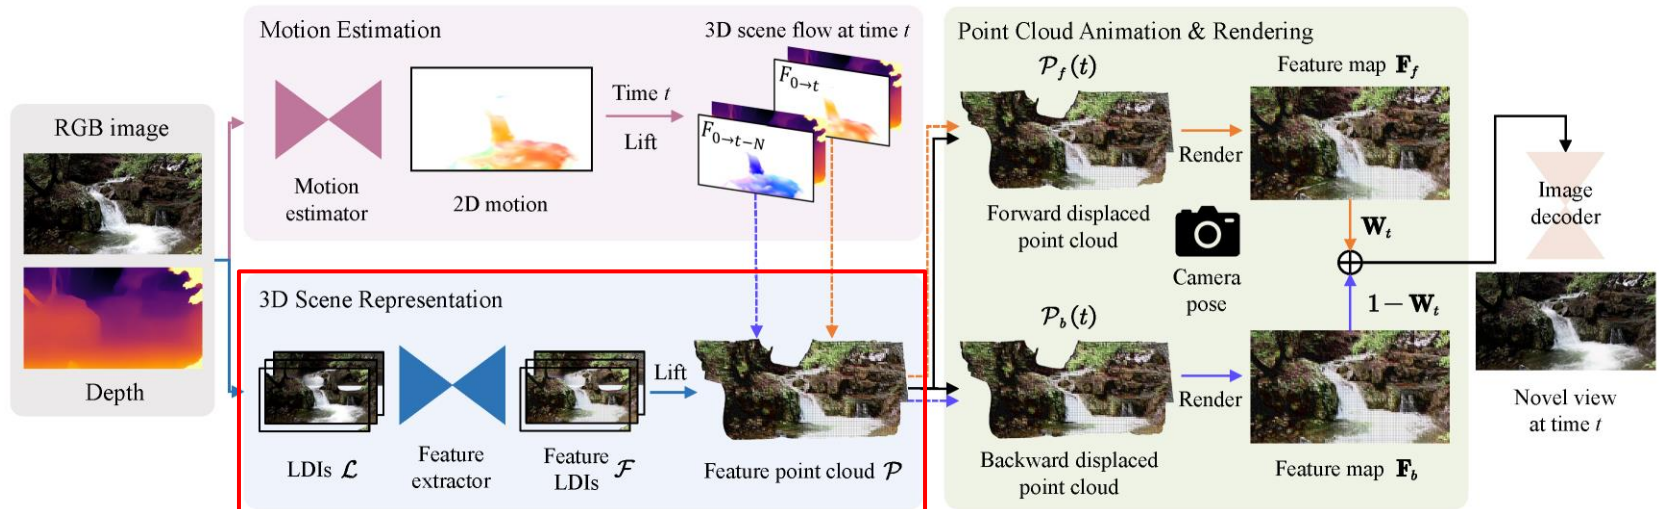 RGB image
Depth
Motion Estimation
Motion
estimator
2D motion
Time t
Lift
3D scene flow at time t
F₀→t
F₀→t−N
3D Scene Representation
LDIs 𝓛
Feature
extractor
Feature 𝓕
LDIs
Lift
Feature point cloud 𝒫
Point Cloud Animation & Rendering
𝒫f(t)
Forward displaced
point cloud
Render
Feature map 𝐅f
Camera
pose
𝐖t
1 − 𝐖t
𝒫b(t)
Backward displaced
point cloud
Render
Feature map 𝐅b
Image
decoder
Novel view
at time t